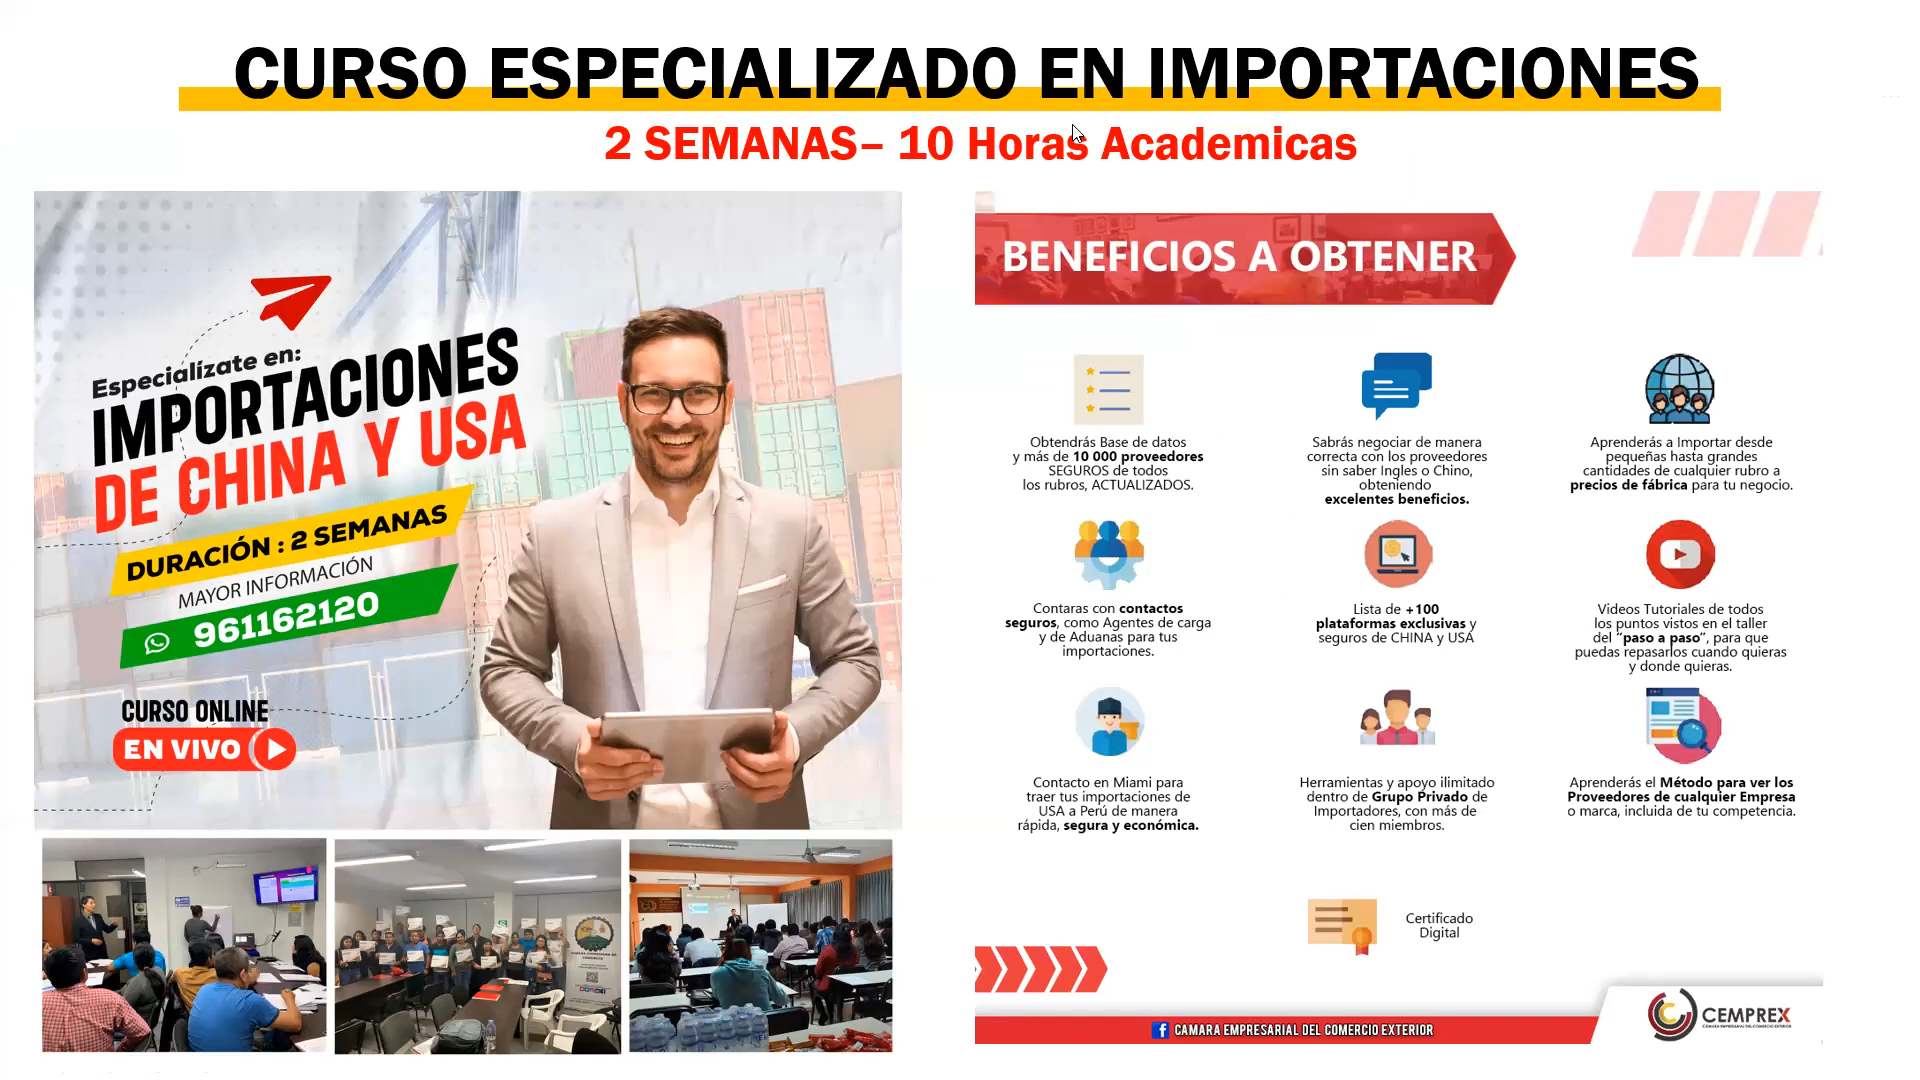 CURSO ESPECIALIZADO EN IMPORTACIONES
2 SEMANAS– 10 Horas Academicas
Especialízate en:
IMPORTACIONES
DE CHINA Y USA
DURACIÓN : 2 SEMANAS
MAYOR INFORMACIÓN
961162120
CURSO ONLINE
EN VIVO
BENEFICIOS A OBTENER
Obtendrás Base de datos
y más de 10 000 proveedores
SEGUROS de todos
los rubros, ACTUALIZADOS.
Sabrás negociar de manera
correcta con los proveedores
sin saber Ingles o Chino,
obteniendo
excelentes beneficios.
Aprenderás a Importar desde
pequeñas hasta grandes
cantidades de cualquier rubro a
precios de fábrica para tu negocio.
Contaras con contactos
seguros, como Agentes de carga
y de Aduanas para tus
importaciones.
Lista de +100
plataformas exclusivas y
seguros de CHINA y USA
Videos Tutoriales de todos
los puntos vistos en el taller
del “paso a paso”, para que
puedas repasarlos cuando quieras
y donde quieras.
Contacto en Miami para
traer tus importaciones de
USA a Perú de manera
rápida, segura y económica.
Herramientas y apoyo ilimitado
dentro de Grupo Privado de
Importadores, con más de
cien miembros.
Aprenderás el Método para ver los
Proveedores de cualquier Empresa
o marca, incluida de tu competencia.
Certificado
Digital
CAMARA EMPRESARIAL DEL COMERCIO EXTERIOR
CEMPREX
CÁMARA EMPRESARIAL DEL COMERCIO EXTERIOR